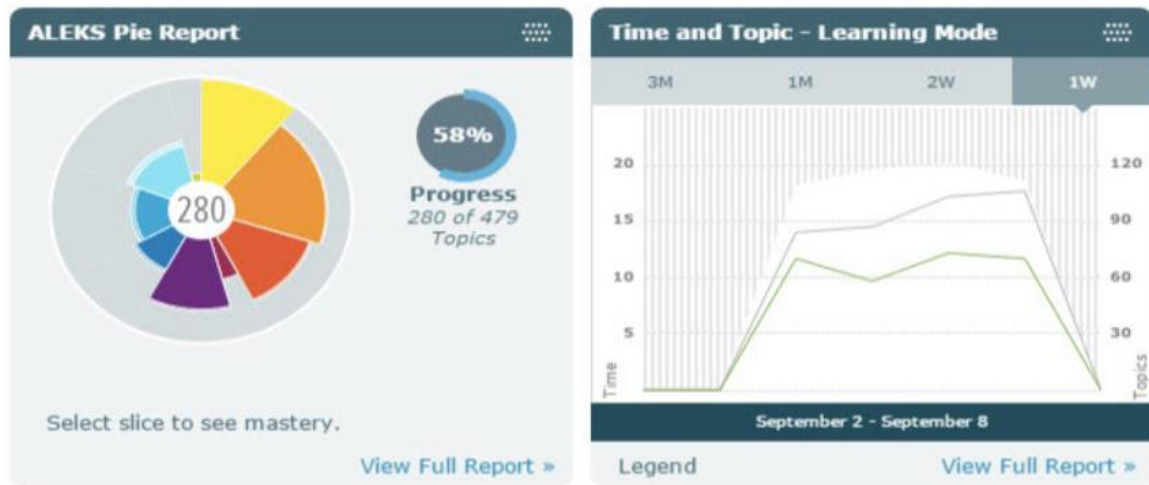 ALEKS Pie Report
280
58%
Progress
280 of 479
Topics
Select slice to see mastery.
View Full Report »
Time and Topic - Learning Mode
3M 1M 2W 1W
20 120
15 90
10 60
5 30
Time
Topics
September 2 - September 8
Legend
View Full Report »